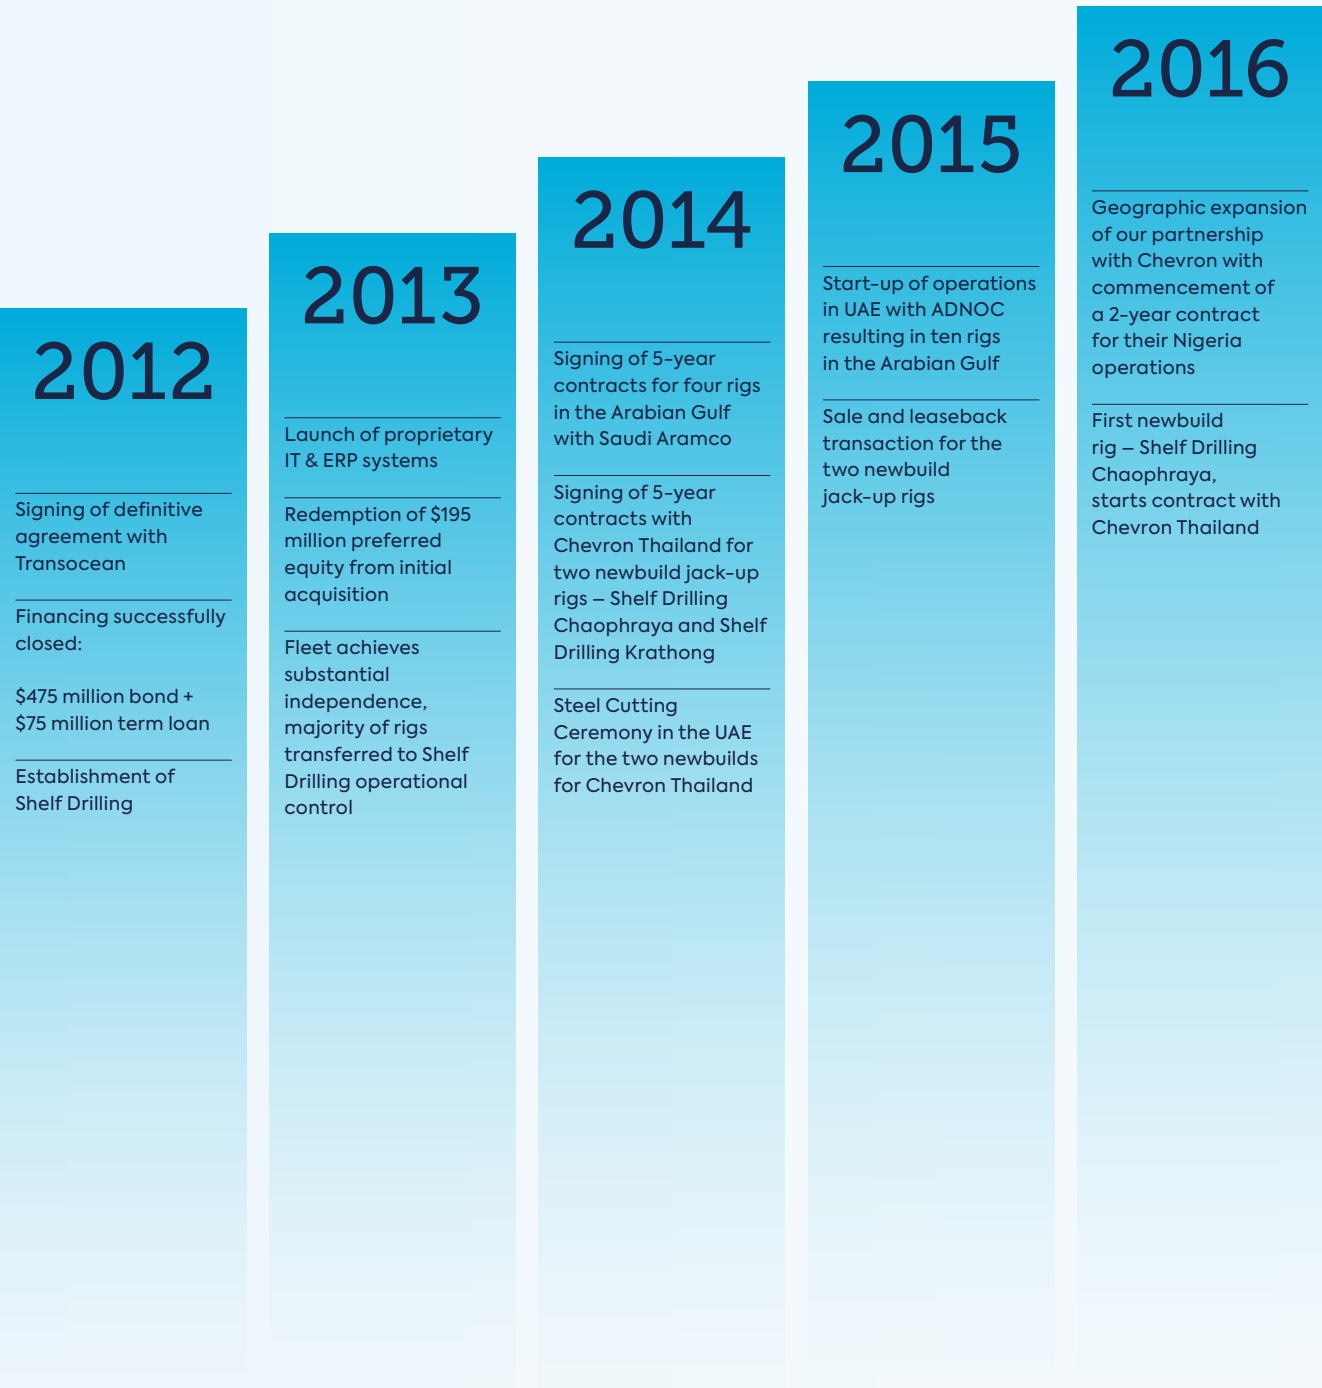 2012
Signing of definitive
agreement with
Transocean
Financing successfully
closed:
$475 million bond +
$75 million term loan
Establishment of
Shelf Drilling
2013
Launch of proprietary
IT & ERP systems
Redemption of $195
million preferred
equity from initial
acquisition
Fleet achieves
substantial
independence,
majority of rigs
transferred to Shelf
Drilling operational
control
2014
Signing of 5-year
contracts for four rigs
in the Arabian Gulf
with Saudi Aramco
Signing of 5-year
contracts with
Chevron Thailand for
two newbuild jack-up
rigs – Shelf Drilling
Chaophraya and Shelf
Drilling Krathong
Steel Cutting
Ceremony in the UAE
for the two newbuilds
for Chevron Thailand
2015
Start-up of operations
in UAE with ADNOC
resulting in ten rigs
in the Arabian Gulf
Sale and leaseback
transaction for the
two newbuild
jack-up rigs
2016
Geographic expansion
of our partnership
with Chevron with
commencement of
a 2-year contract
for their Nigeria
operations
First newbuild
rig – Shelf Drilling
Chaophraya,
starts contract with
Chevron Thailand